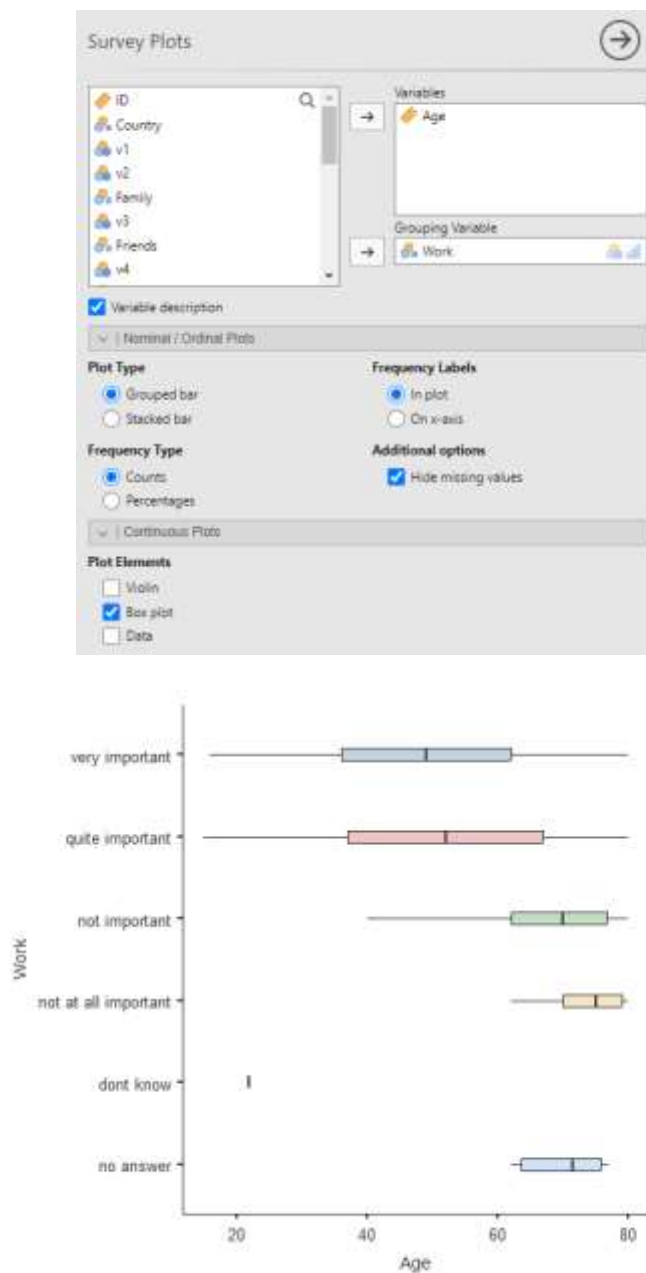 Survey Plots
ID
Country
v1
v2
Family
v3
Friends
v4
Variables
Age
Grouping Variable
Work
Variable description
Nominal / Ordinal Plots
Plot Type
Grouped bar
Stacked bar
Frequency Labels
In plot
On x-axis
Frequency Type
Counts
Percentages
Additional options
Hide missing values
Continuous Plots
Plot Elements
Violin
Box plot
Data
very important
quite important
not important
not at all important
dont know
no answer
Work
20 40 60 80
Age